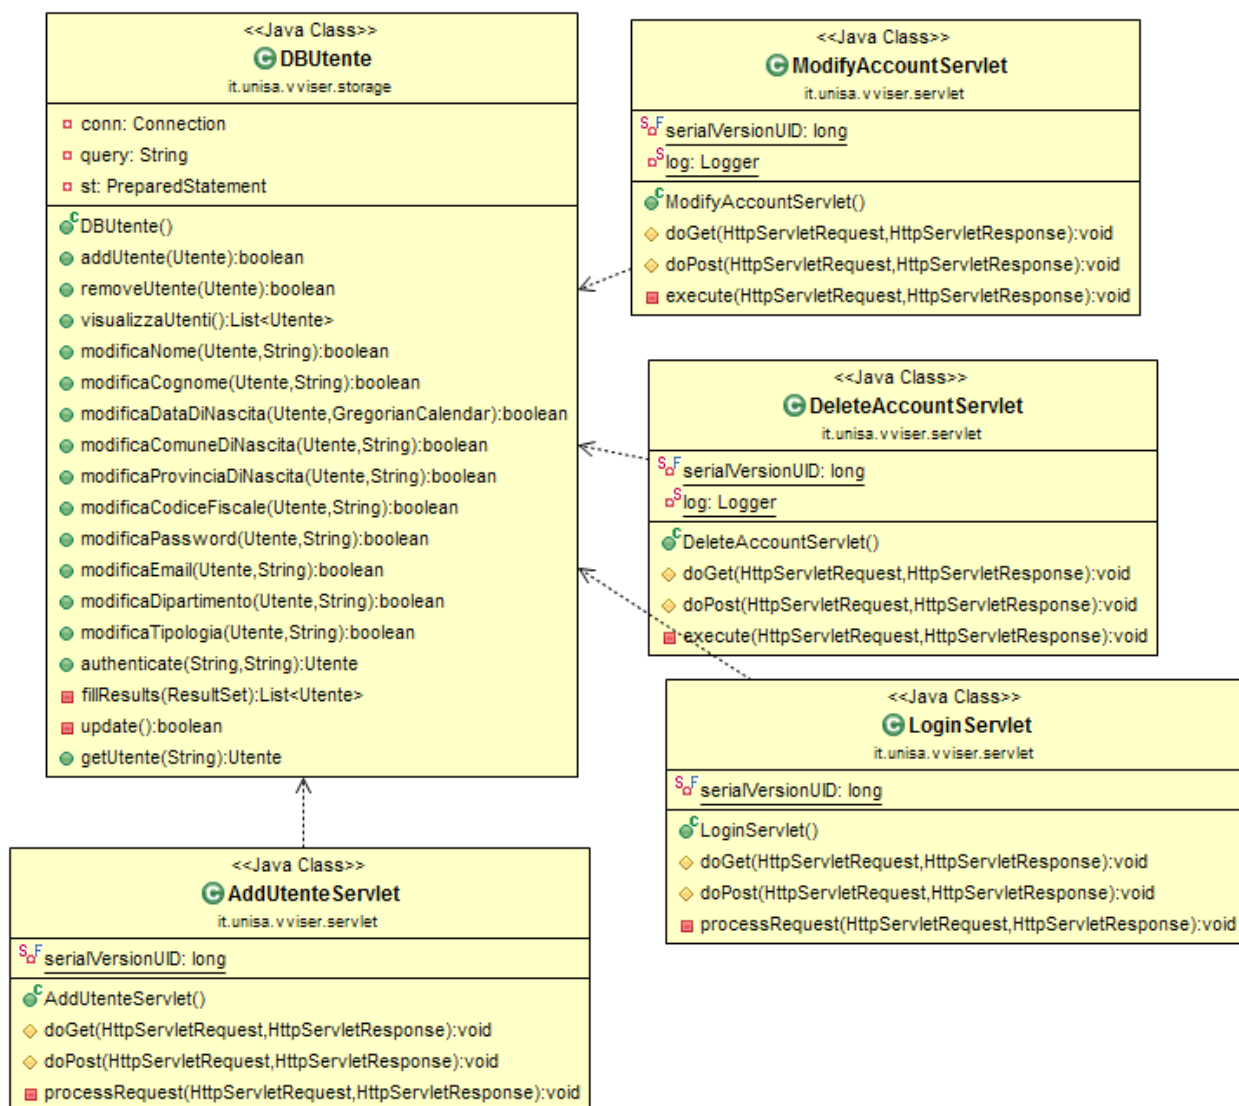 <<Java Class>>
DBUtente
it.unisa.vviser.storage
conn: Connection
query: String
st: PreparedStatement
DBUtente()
addUtente(Utente):boolean
removeUtente(Utente):boolean
visualizzaUtenti():List<Utente>
modificaNome(Utente,String):boolean
modificaCognome(Utente,String):boolean
modificaDataDiNascita(Utente,GregorianCalendar):boolean
modificaComuneDiNascita(Utente,String):boolean
modificaProvinciaDiNascita(Utente,String):boolean
modificaCodiceFiscale(Utente,String):boolean
modificaPassword(Utente,String):boolean
modificaEmail(Utente,String):boolean
modificaDipartimento(Utente,String):boolean
modificaTipologia(Utente,String):boolean
authenticate(String,String):Utente
fillResults(ResultSet):List<Utente>
update():boolean
getUtente(String):Utente
<<Java Class>>
ModifyAccountServlet
it.unisa.vviser.servlet
serialVersionUID: long
log: Logger
ModifyAccountServlet()
doGet(HttpServletRequest,HttpServletResponse):void
doPost(HttpServletRequest,HttpServletResponse):void
execute(HttpServletRequest,HttpServletResponse):void
<<Java Class>>
DeleteAccountServlet
it.unisa.vviser.servlet
serialVersionUID: long
log: Logger
DeleteAccountServlet()
doGet(HttpServletRequest,HttpServletResponse):void
doPost(HttpServletRequest,HttpServletResponse):void
execute(HttpServletRequest,HttpServletResponse):void
<<Java Class>>
LoginServlet
it.unisa.vviser.servlet
serialVersionUID: long
LoginServlet()
doGet(HttpServletRequest,HttpServletResponse):void
doPost(HttpServletRequest,HttpServletResponse):void
processRequest(HttpServletRequest,HttpServletResponse):void
<<Java Class>>
AddUtenteServlet
it.unisa.vviser.servlet
serialVersionUID: long
AddUtenteServlet()
doGet(HttpServletRequest,HttpServletResponse):void
doPost(HttpServletRequest,HttpServletResponse):void
processRequest(HttpServletRequest,HttpServletResponse):void